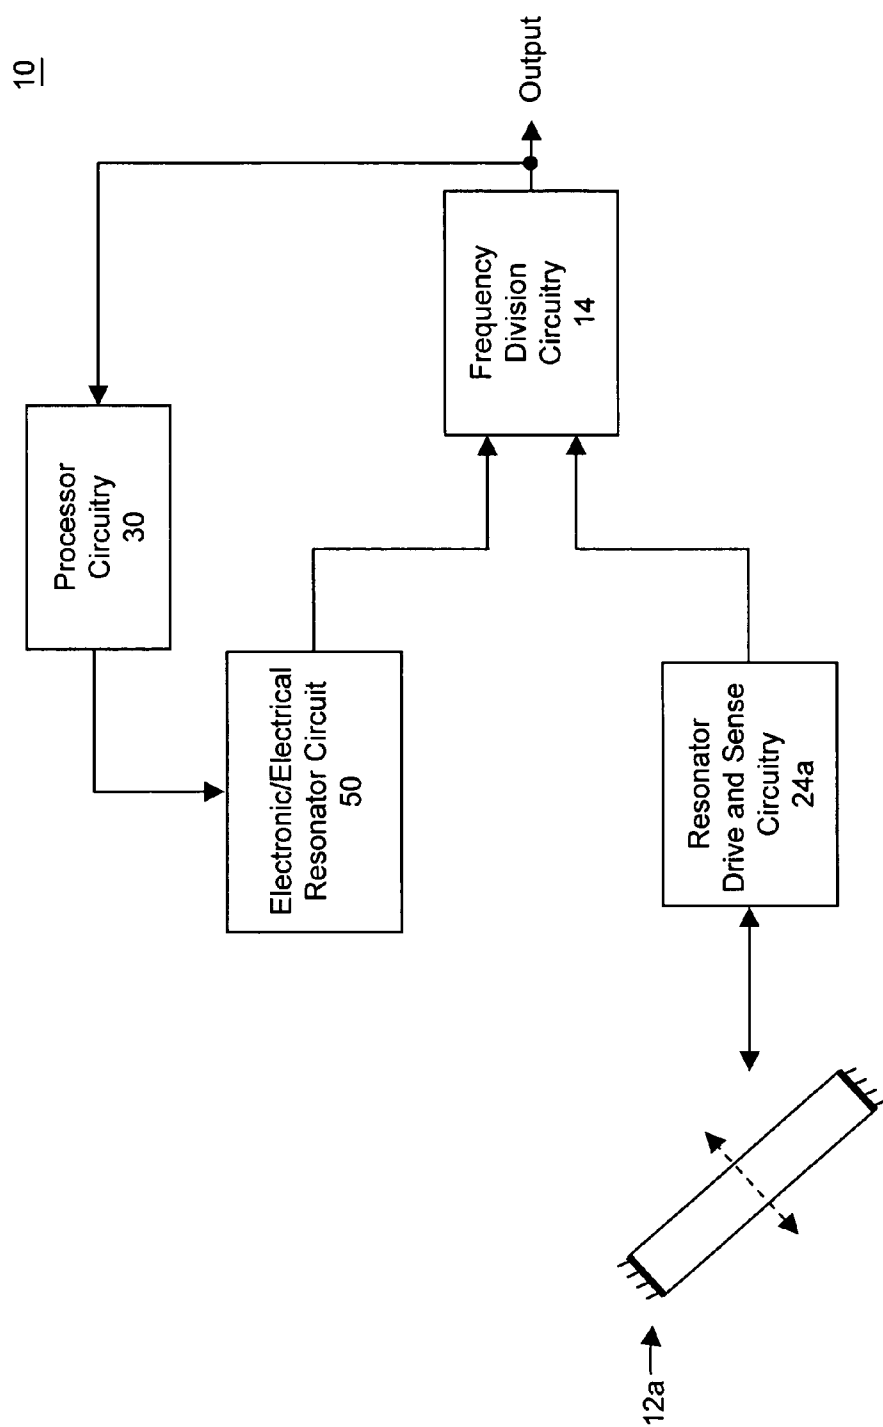 10
Processor
Circuitry
30
Output
Frequency
Division
Circuitry
14
Electronic/Electrical
Resonator Circuit
50
Resonator
Drive and Sense
Circuitry
24a
12a